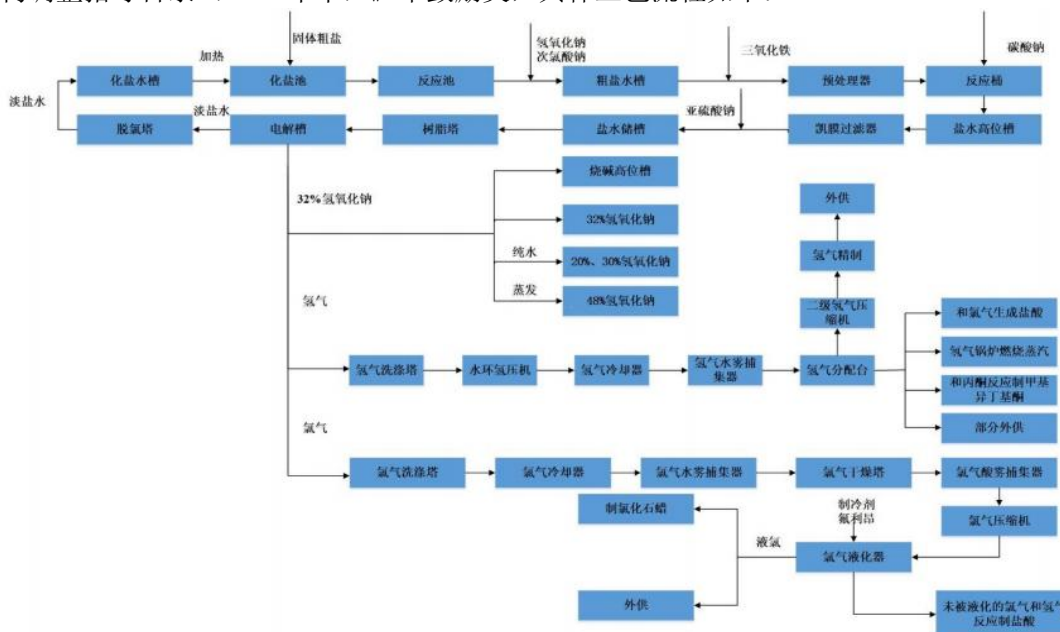 固体粗盐
加热
氢氧化钠
次氯酸钠
三氯化铁
碳酸钠
化盐水槽
化盐池
反应池
粗盐水槽
预处理器
反应桶
淡盐水
淡盐水
亚硫酸钠
脱氯塔
电解槽
树脂塔
盐水储槽
凯膜过滤器
盐水高位槽
烧碱高位槽
32%氢氧化钠
32%氢氧化钠
外供
纯水
20%、30%氢氧化钠
氢气精制
蒸发
48%氢氧化钠
氢气
二级氢气压
缩机
和氯气生成盐酸
氢气锅炉燃烧蒸汽
氢气洗涤塔
水环氢压机
氢气冷却器
氢气水雾捕
集器
氢气分配台
和丙酮反应制甲基
异丁基酮
部分外供
氯气
氯气洗涤塔
氯气冷却器
氯气水雾捕集器
氯气干燥塔
氯气酸雾捕集器
制氯化石蜡
制冷剂
氟利昂
氯气压缩机
液氯
氯气液化器
外供
未被液化的氯气和氢气
反应制盐酸